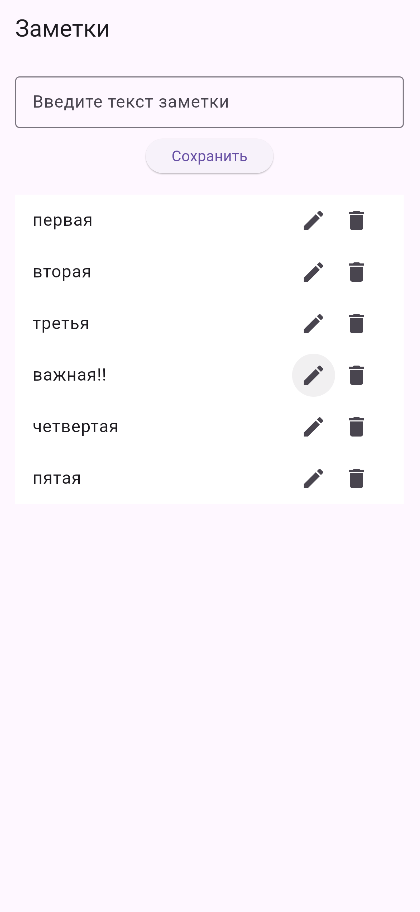 Заметки
Введите текст заметки
Сохранить
первая
вторая
третья
важная!!
четвертая
пятая